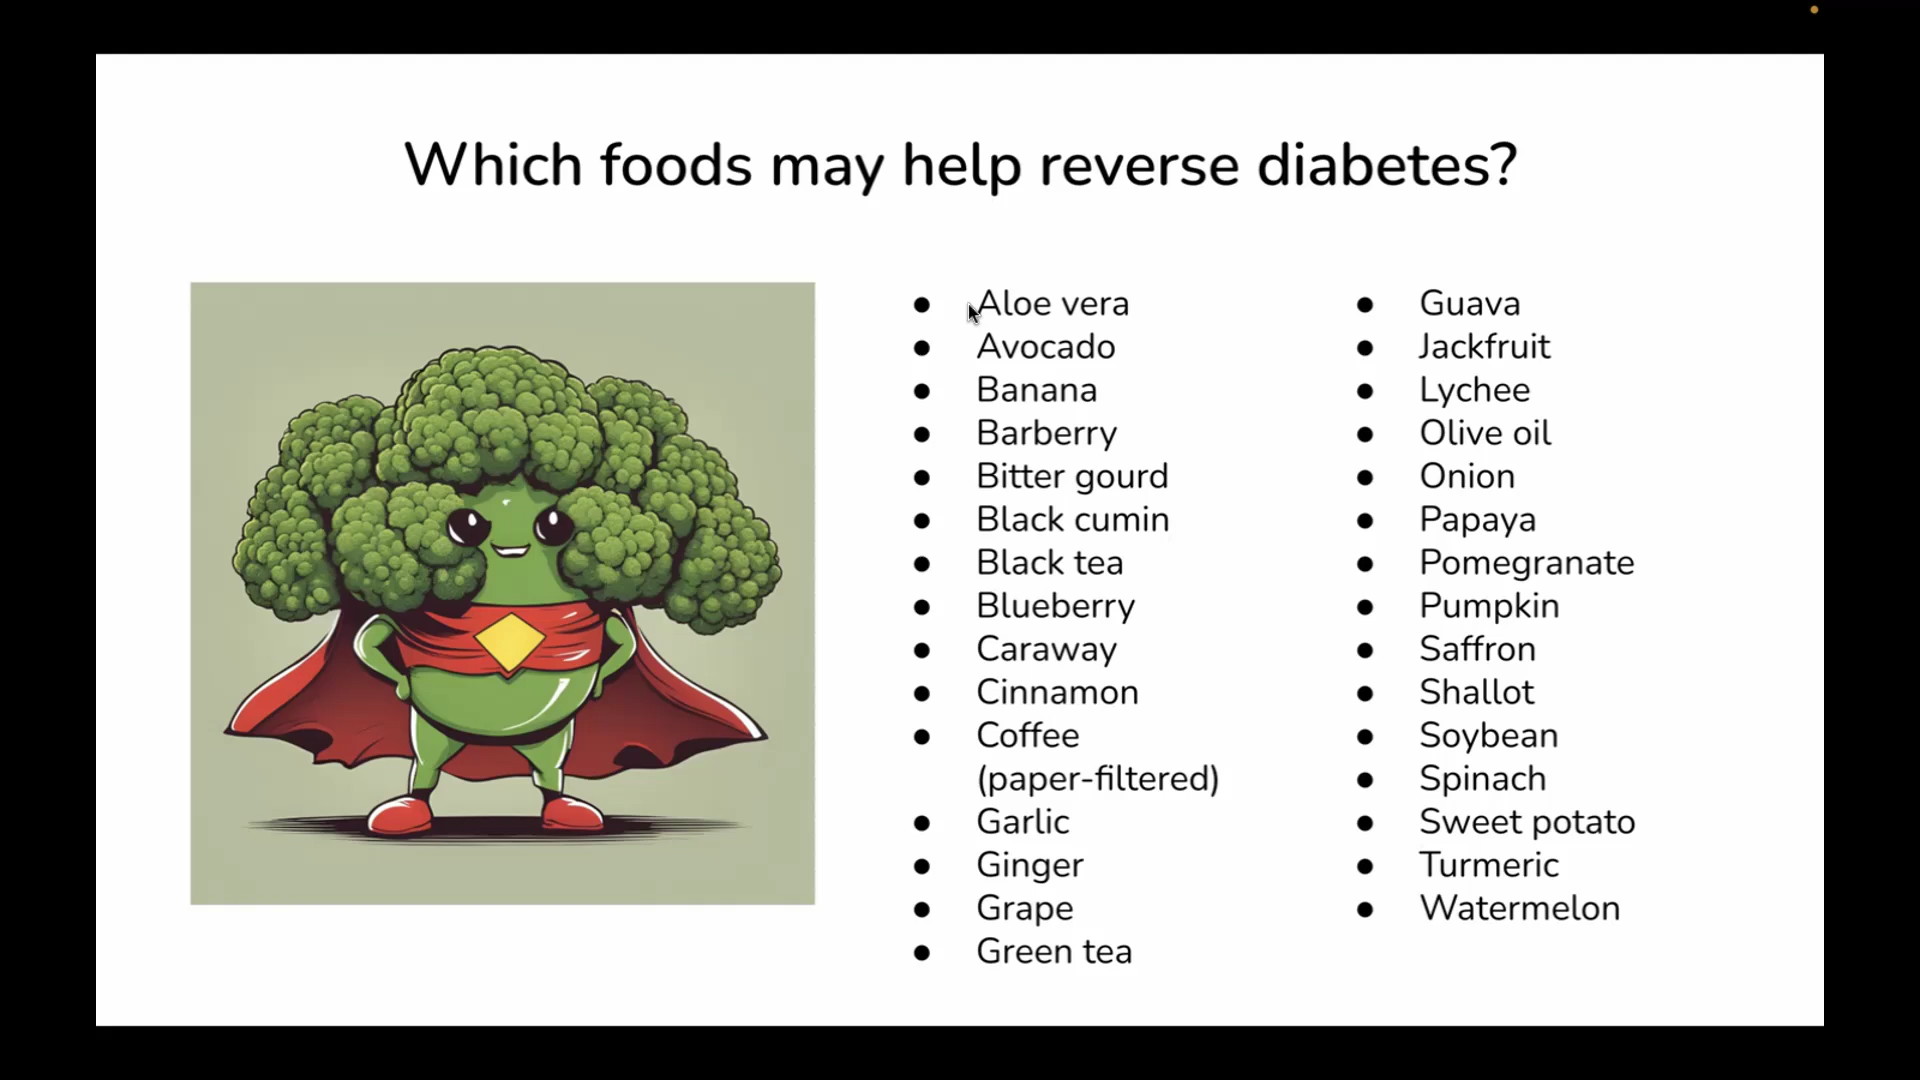 Which foods may help reverse diabetes?
● Aloe vera
● Avocado
● Banana
● Barberry
● Bitter gourd
● Black cumin
● Black tea
● Blueberry
● Caraway
● Cinnamon
● Coffee
(paper-filtered)
● Garlic
● Ginger
● Grape
● Green tea
● Guava
● Jackfruit
● Lychee
● Olive oil
● Onion
● Papaya
● Pomegranate
● Pumpkin
● Saffron
● Shallot
● Soybean
● Spinach
● Sweet potato
● Turmeric
● Watermelon